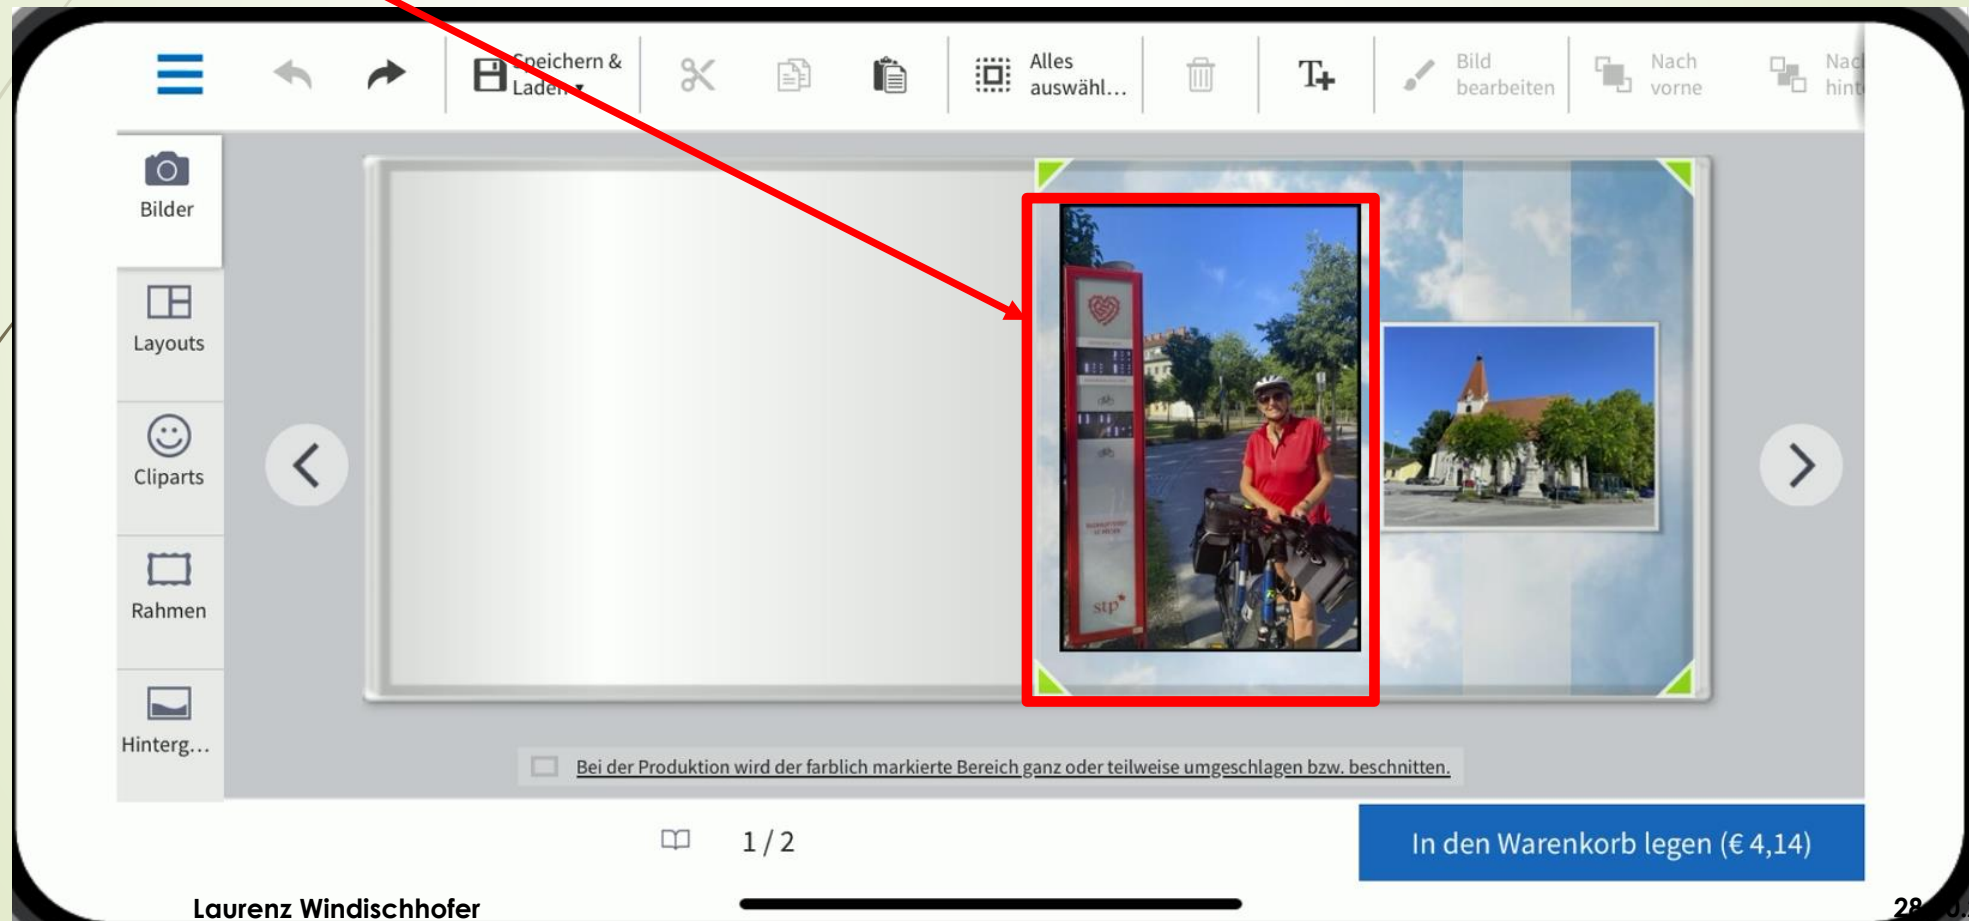 Speichern &
Laden
Alles
auswähl...
Bild
bearbeiten
Nach
vorne
Bilder
Layouts
Cliparts
Rahmen
Hinterg...
stp*
Bei der Produktion wird der farblich markierte Bereich ganz oder teilweise umgeschlagen bzw. beschnitten.
1 / 2
In den Warenkorb legen (€ 4,14)
Laurenz Windischhofer